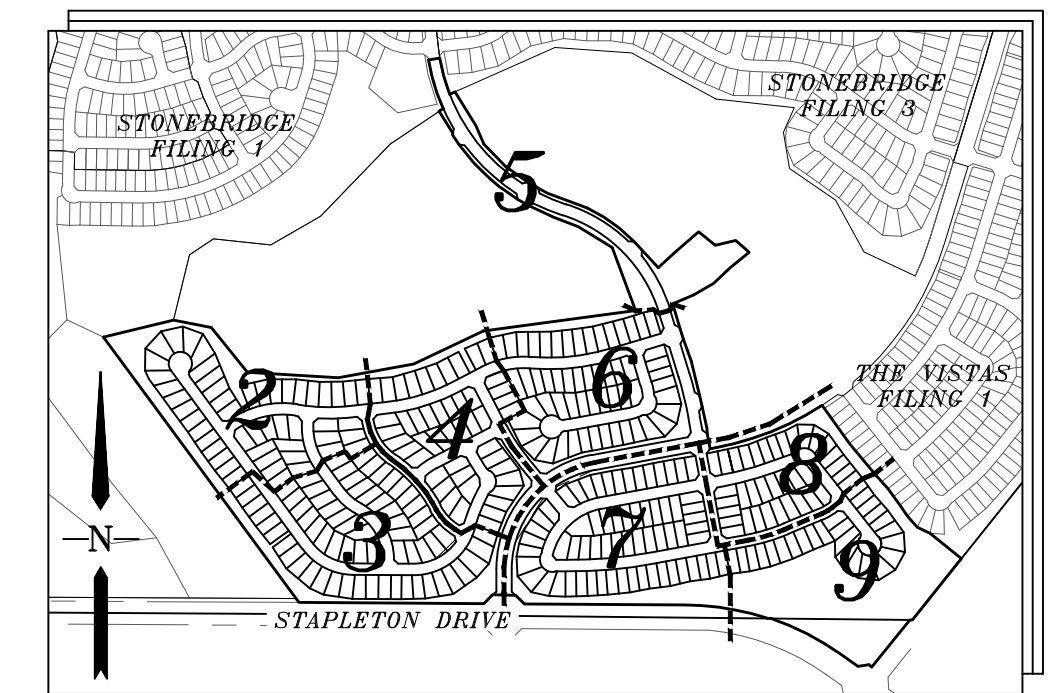 STONEBRIDGE
FILING 3
STONEBRIDGE
FILING 1
5
6
THE VISTAS
FILING 1
2
4
8
7
3
N
9
STAPLETON DRIVE